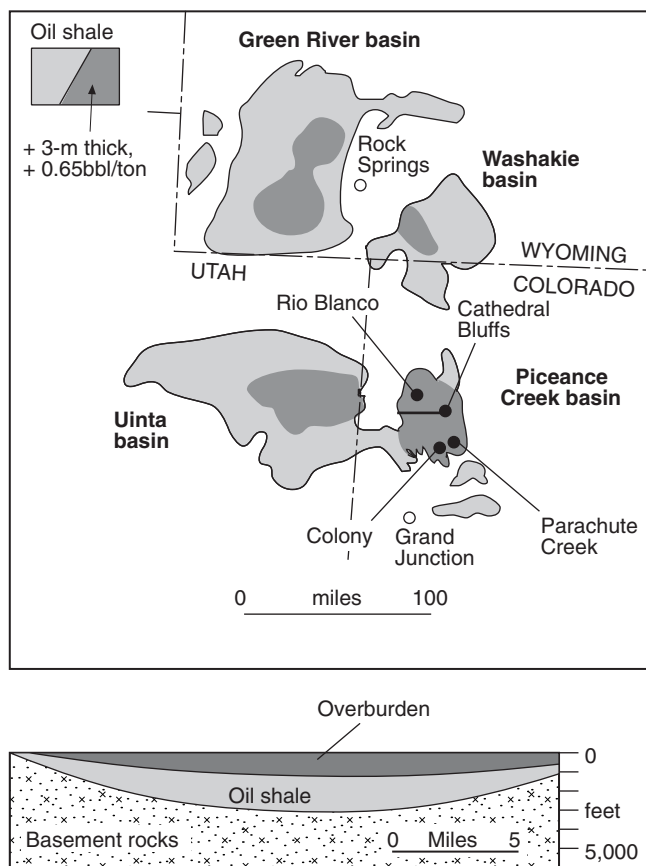 Oil shale
+ 3-m thick,
+ 0.65bbl/ton
Green River basin
Rock
Springs
Washakie
basin
WYOMING
UTAH
COLORADO
Rio Blanco
Cathedral
Bluffs
Piceance
Creek basin
Uinta
basin
Colony
Grand
Junction
Parachute
Creek
0 miles 100
Overburden
0
Oil shale
feet
Basement rocks
0 Miles 5
5,000